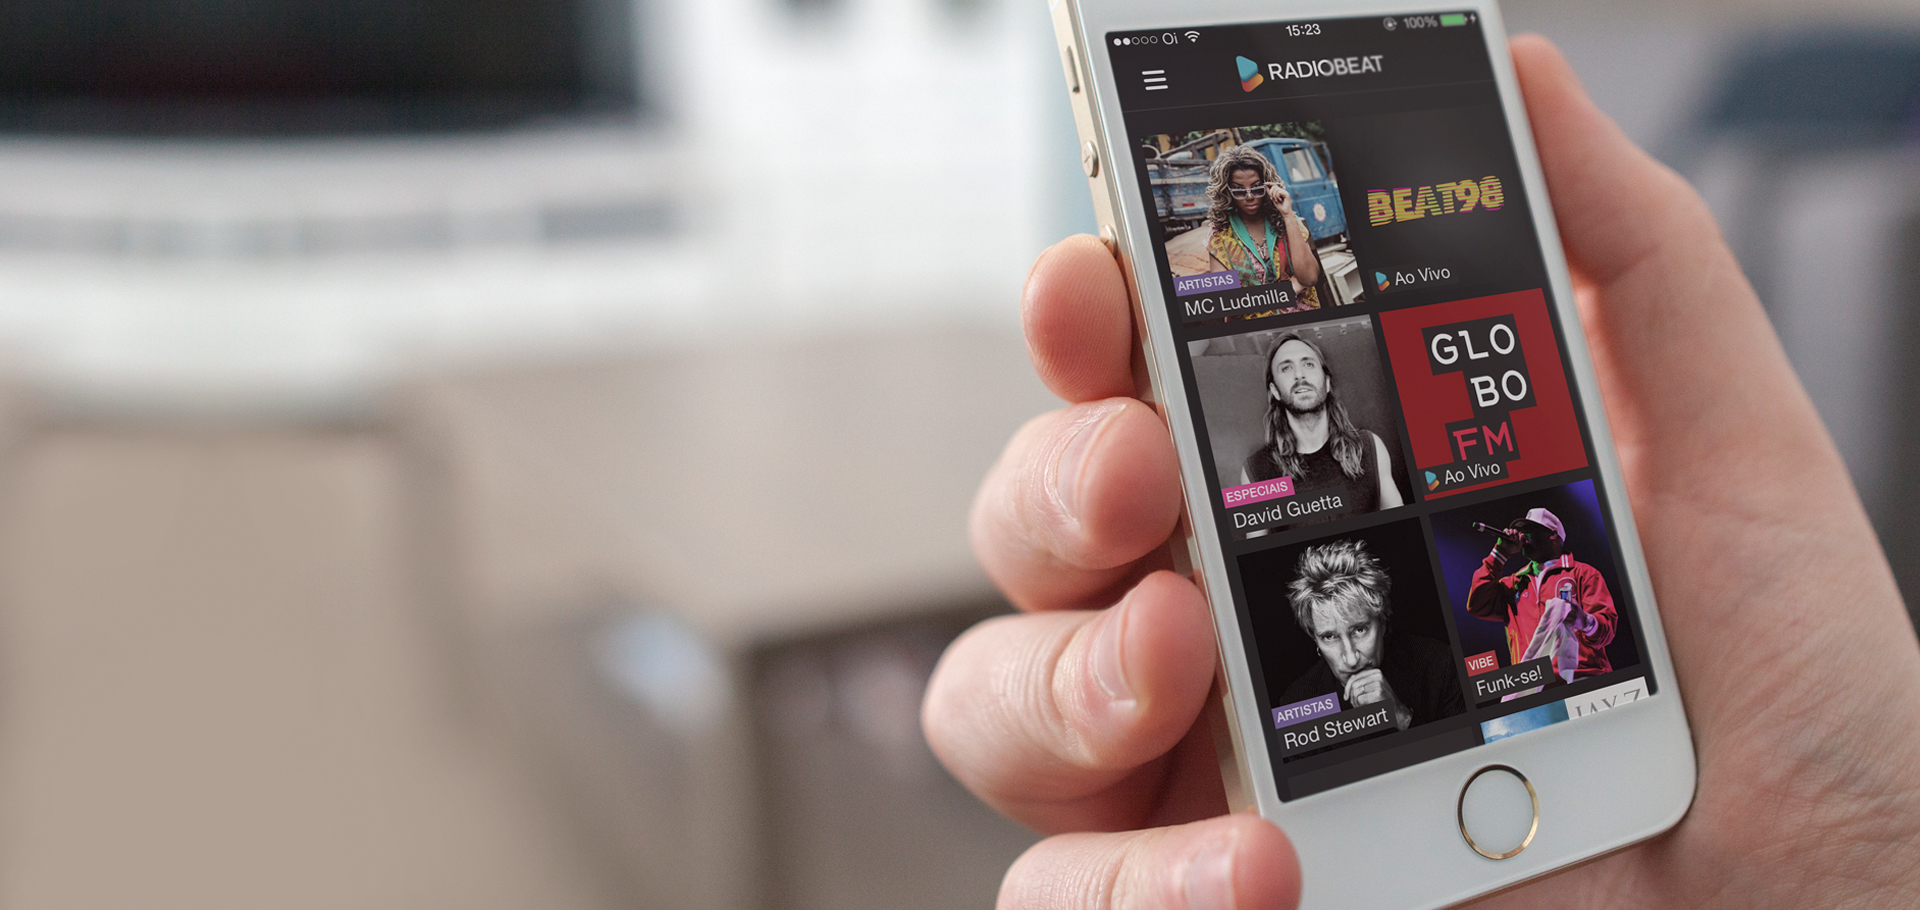 Oi 15:23 100%
RADIOBEAT
ARTISTAS
MC Ludmilla
BEAT98
Ao Vivo
ESPECIAIS
David Guetta
GLO
BO
FM
Ao Vivo
ARTISTAS
Rod Stewart
VIBE
Funk-se!
JAY Z